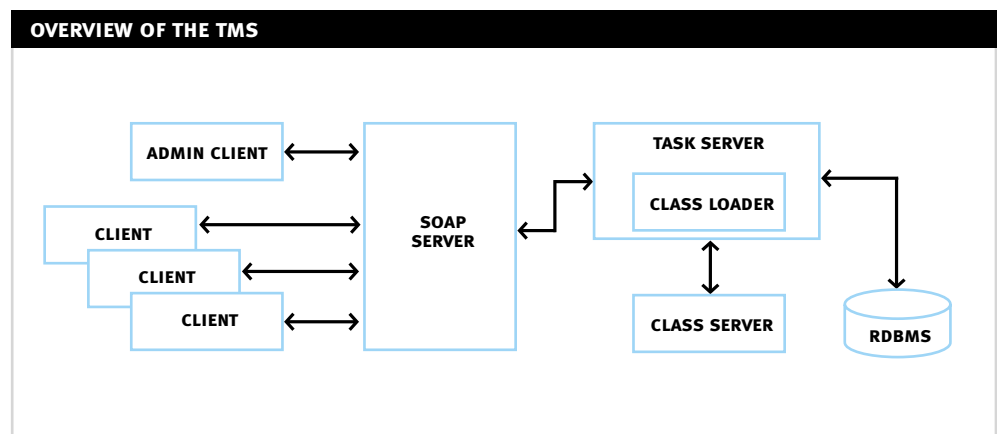 OVERVIEW OF THE TMS
ADMIN CLIENT
CLIENT
CLIENT
CLIENT
SOAP
SERVER
TASK SERVER
CLASS LOADER
CLASS SERVER
RDBMS